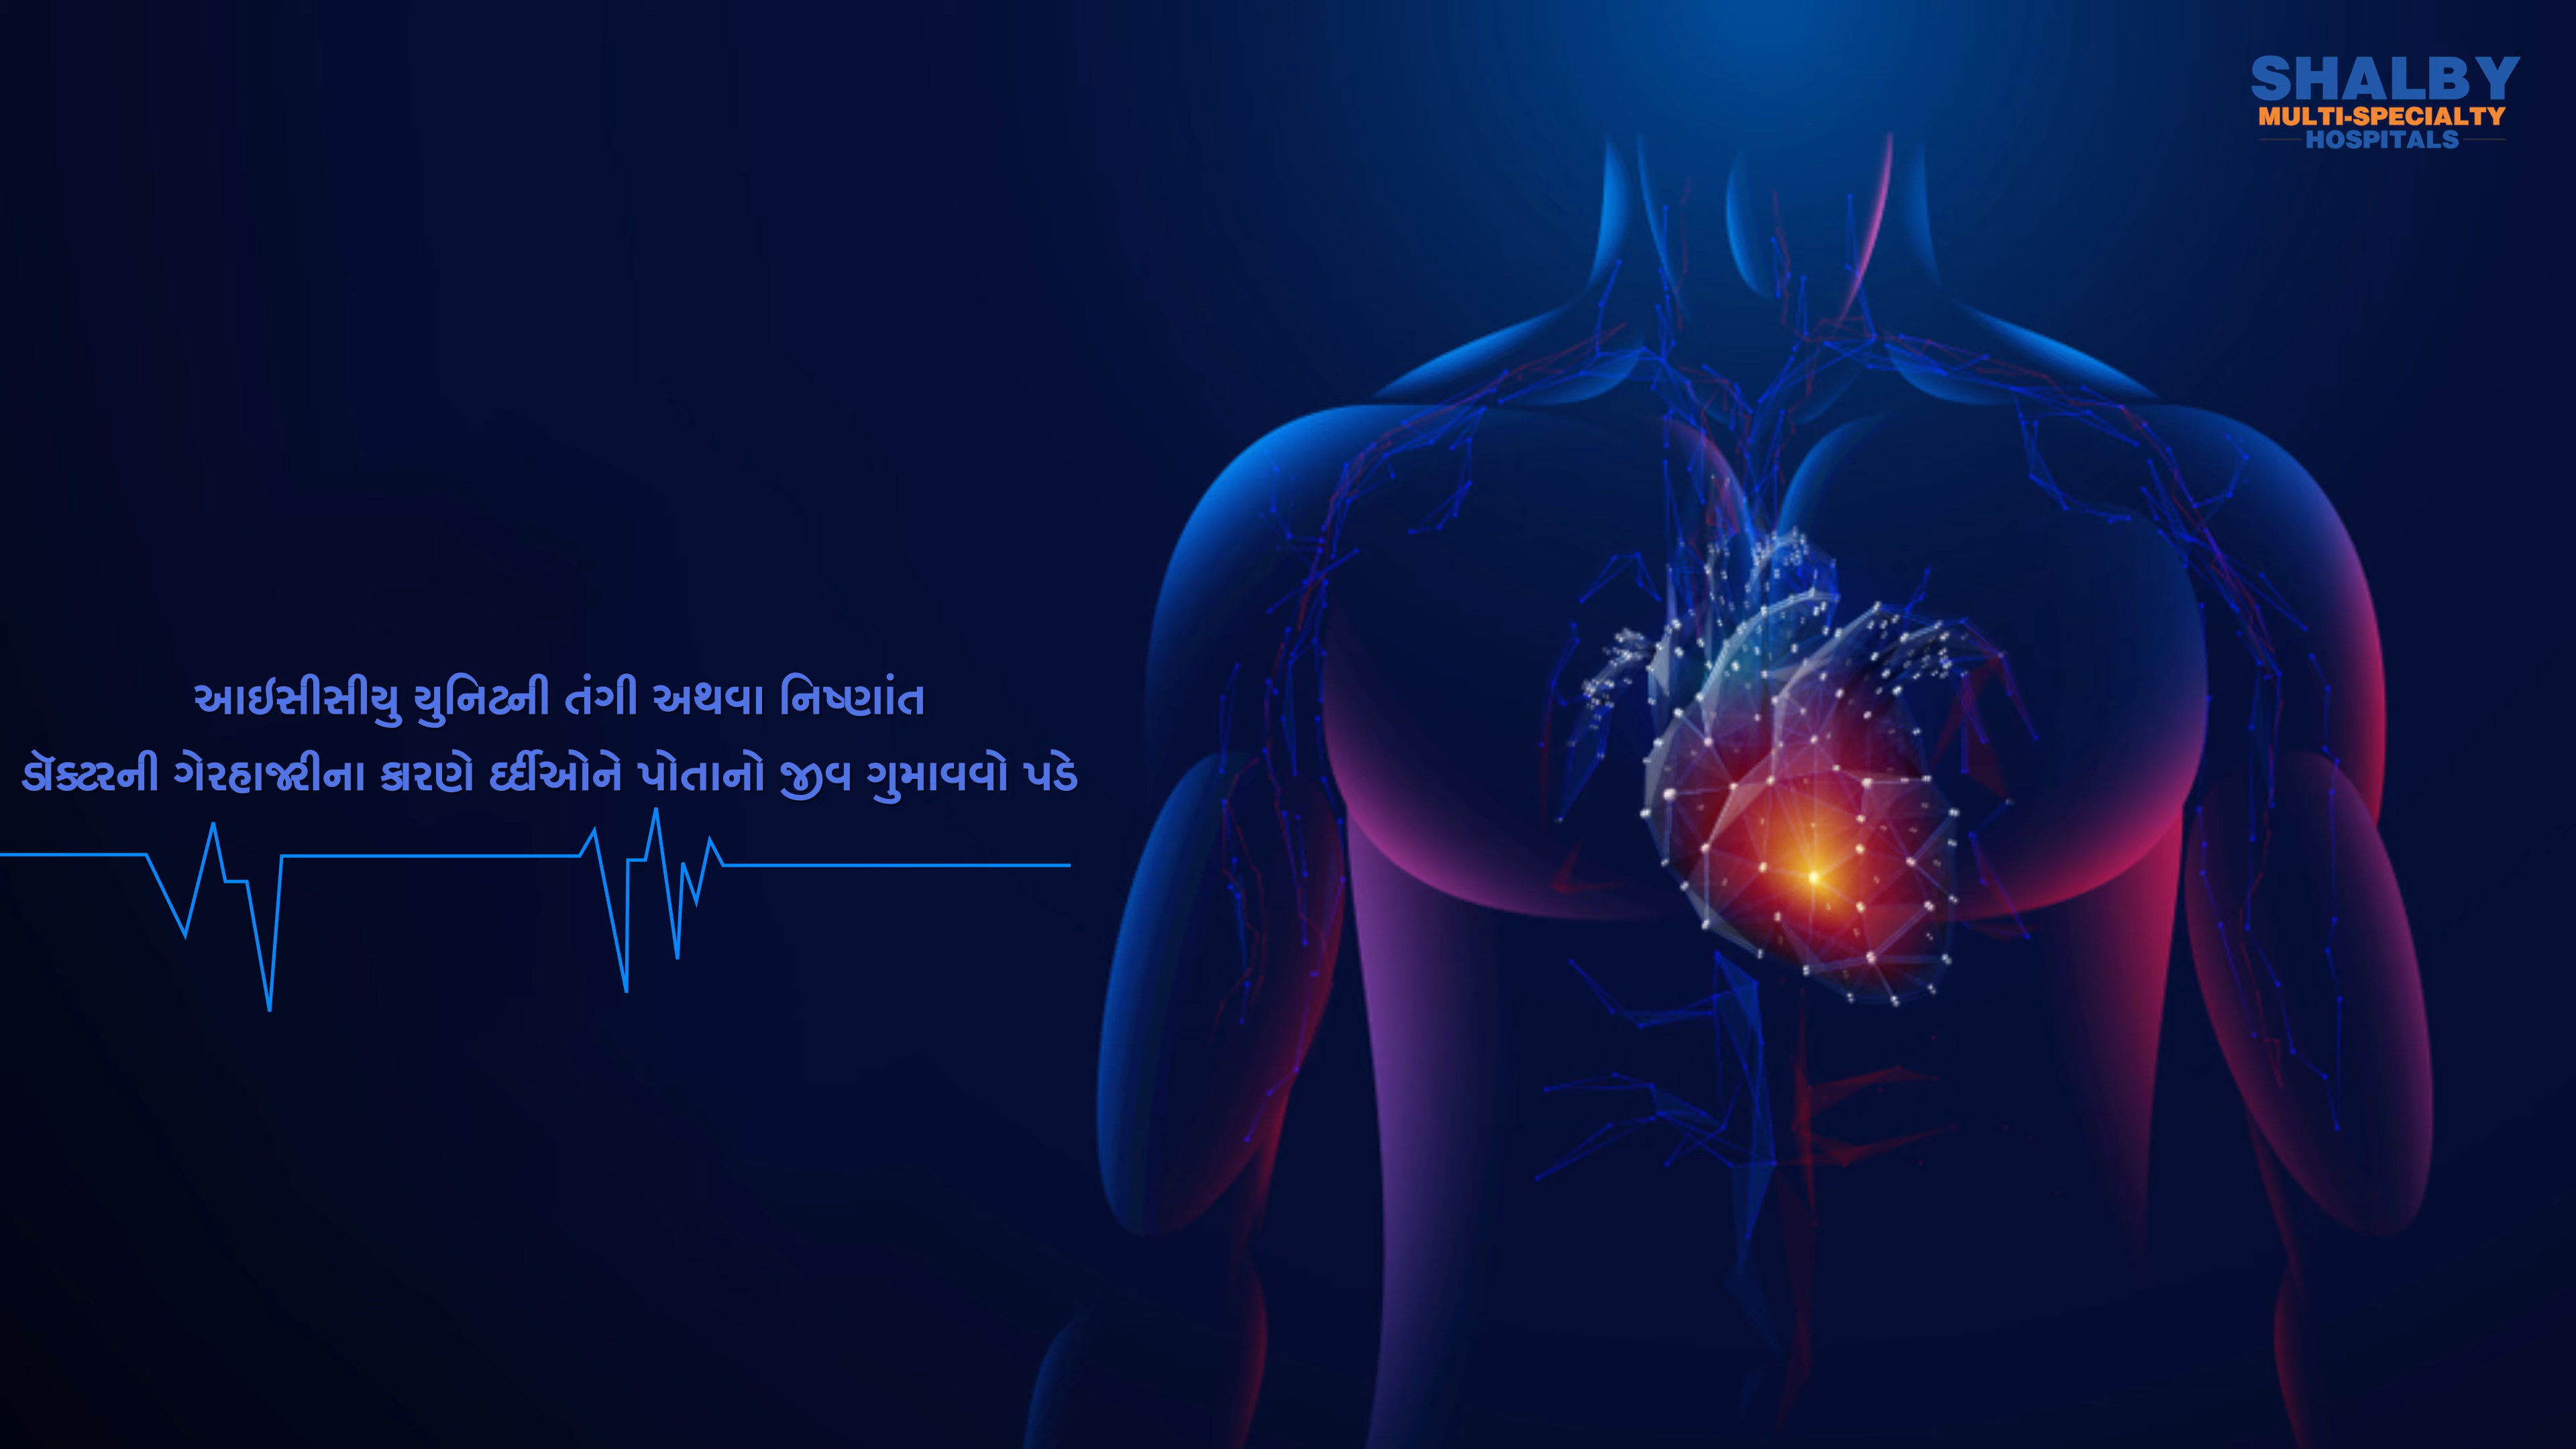 SHALBY
MULTI-SPECIALTY
HOSPITALS
આઇસીસીયુ યુનિટની તંગી અથવા નિષ્ણાંત
ડૉક્ટરની ગેરહાજરીના કારણે દર્દીઓને પોતાનો જીવ ગુમાવવો પડે